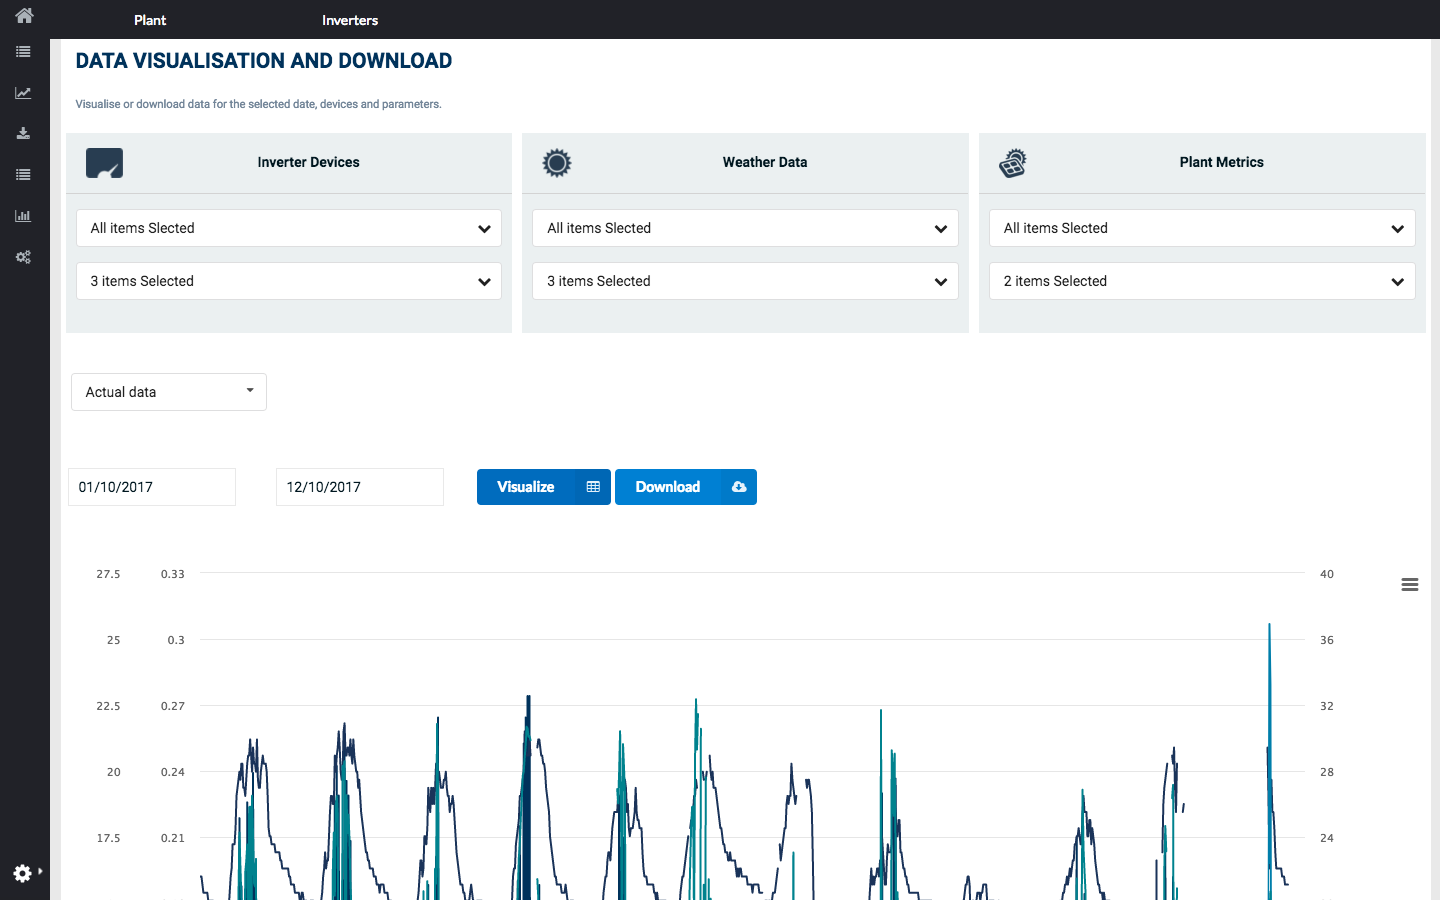 Plant Inverters
DATA VISUALISATION AND DOWNLOAD
Visualise or download data for the selected date, devices and parameters.
Inverter Devices Weather Data Plant Metrics
All items Slected All items Slected All items Slected
3 items Selected 3 items Selected 2 items Selected
Actual data
01/10/2017 12/10/2017 Visualize Download
27.5 0.33 40
25 0.3 36
22.5 0.27 32
20 0.24 28
17.5 0.21 24